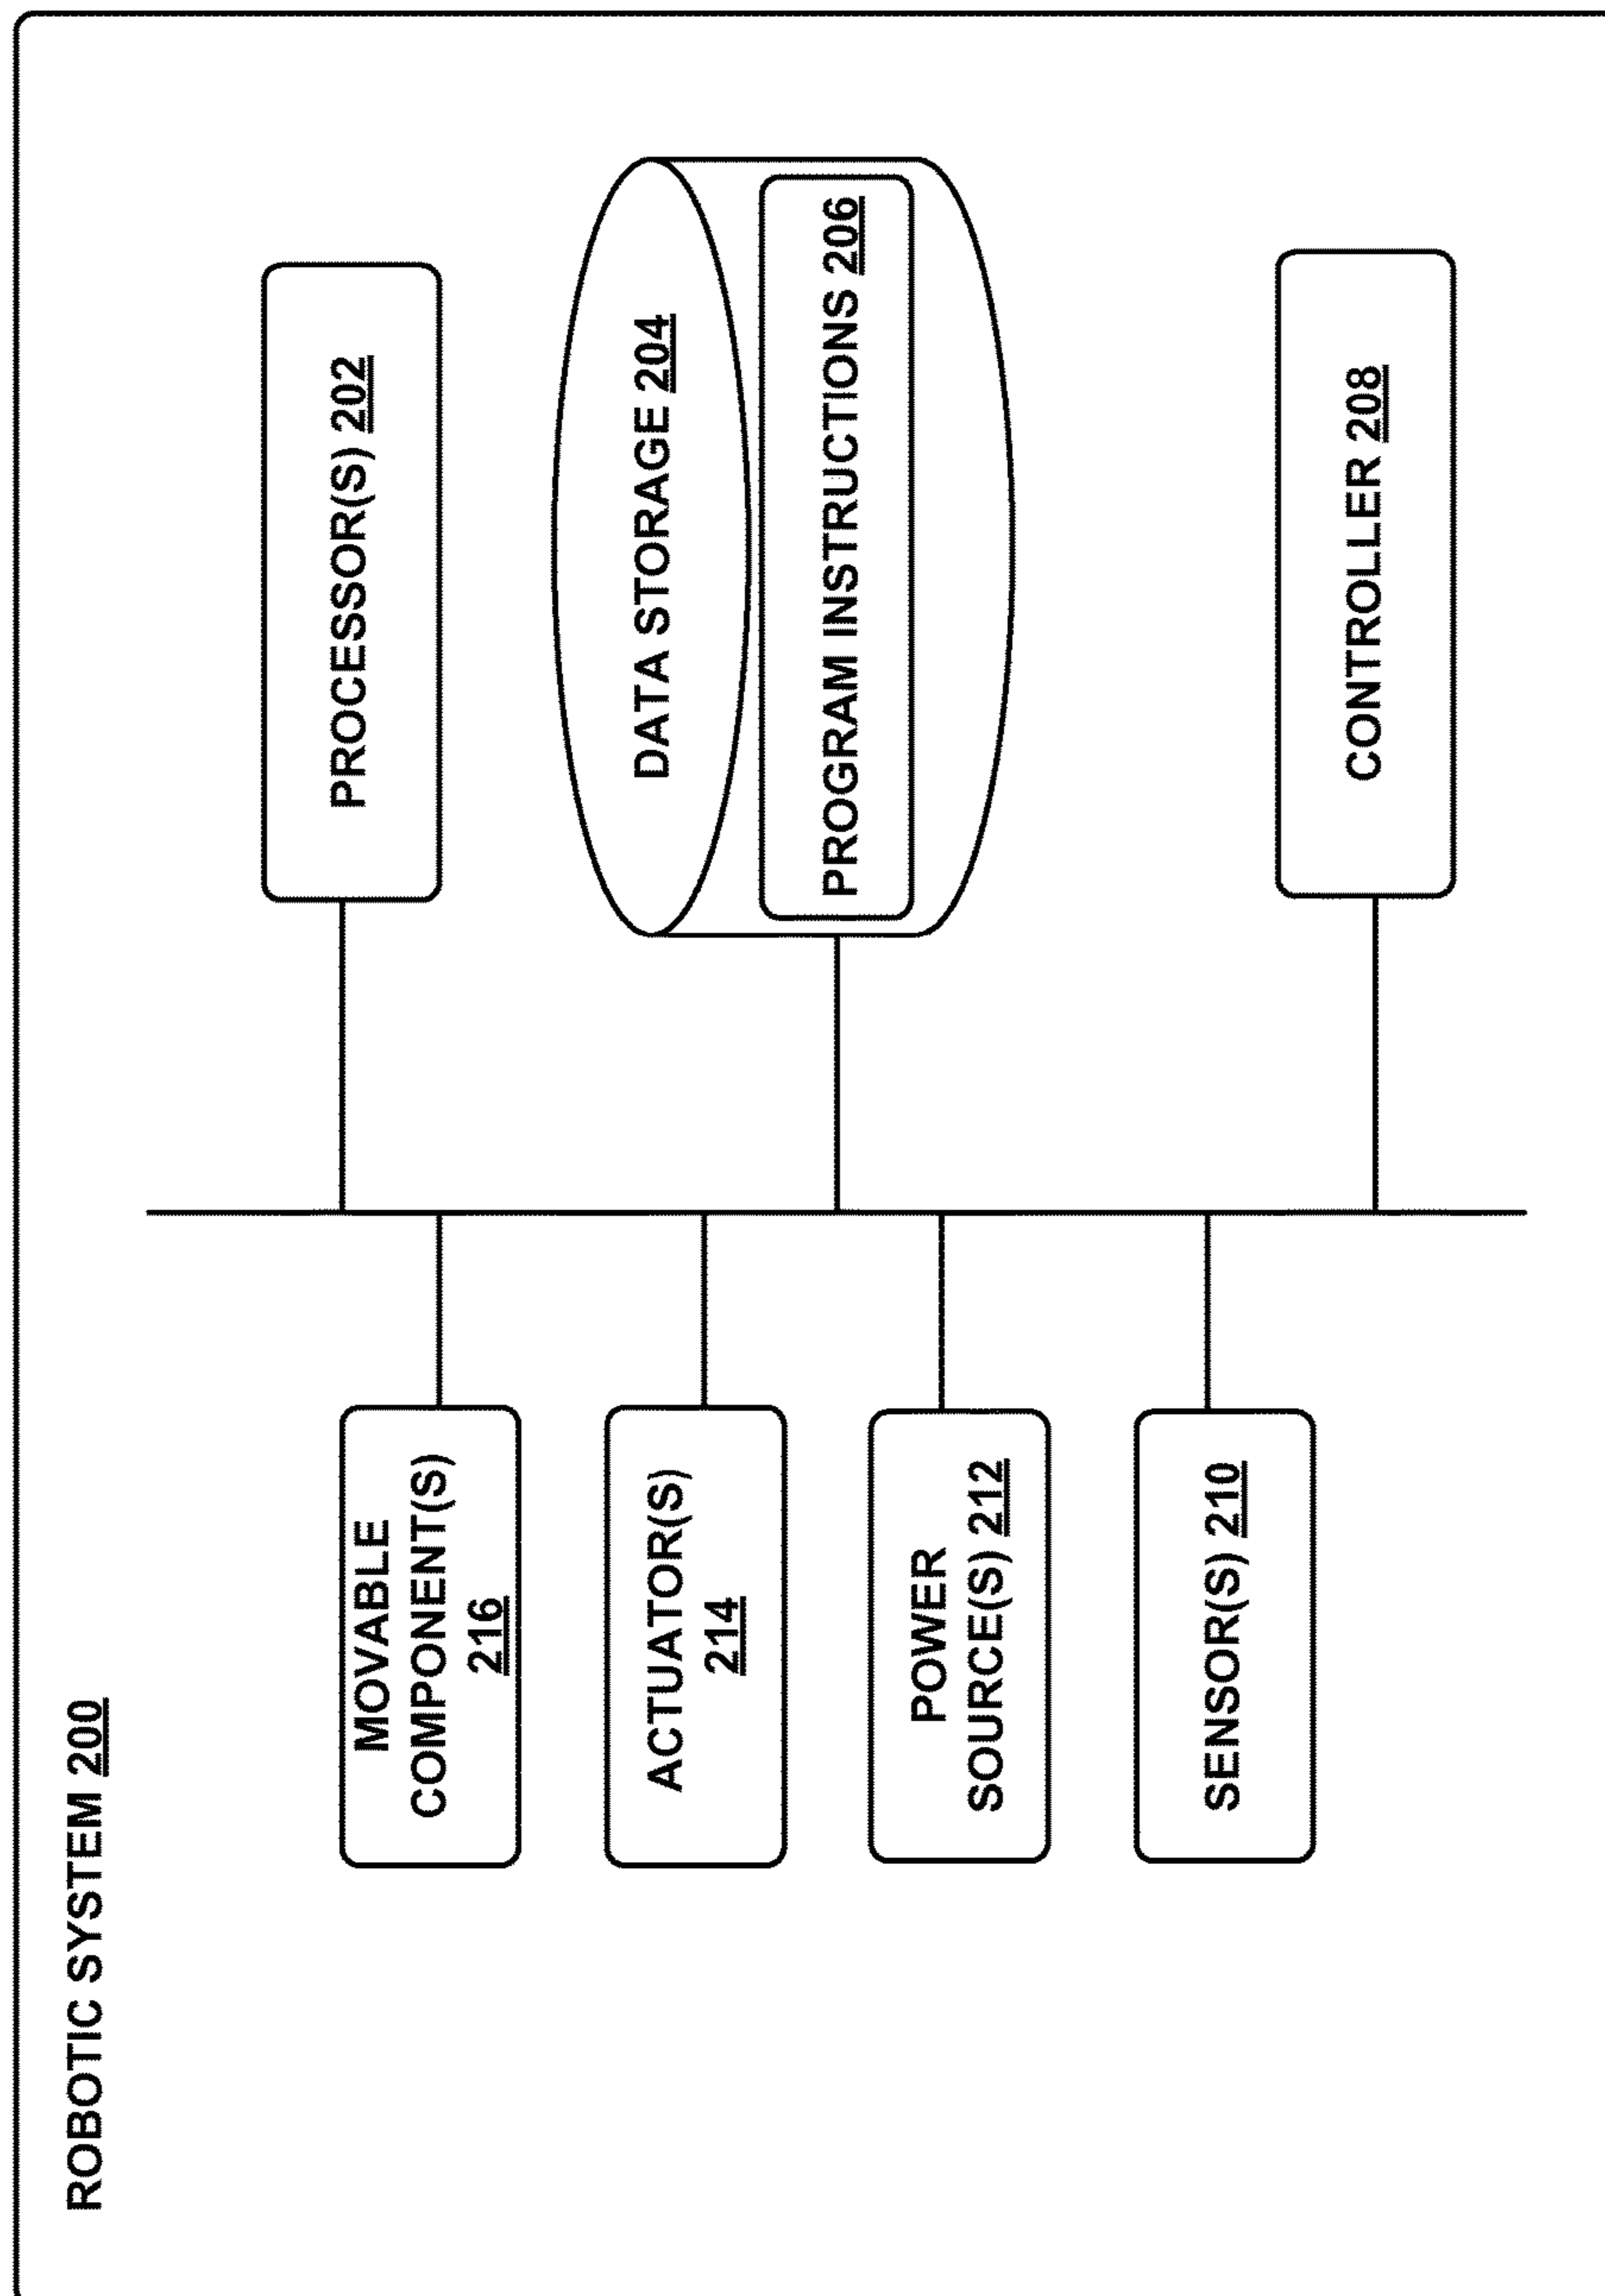 ROBOTIC SYSTEM 200
PROCESSOR(S) 202
DATA STORAGE 204
PROGRAM INSTRUCTIONS 206
CONTROLLER 208
MOVABLE
COMPONENT(S)
216
ACTUATOR(S)
214
POWER
SOURCE(S) 212
SENSOR(S) 210